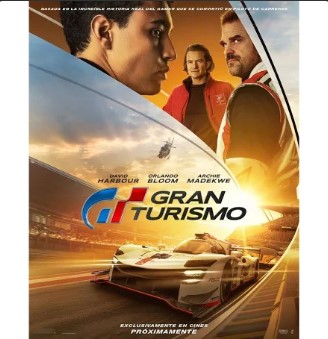 BASADA EN LA INCREÍBLE HISTORIA REAL DEL GAMER QUE SE CONVIRTIÓ EN PILOTO DE CARRERAS
DAVID HARBOUR ORLANDO BLOOM ARCHIE MADEKWE
GRAN
TURISMO
EXCLUSIVAMENTE EN CINES
PRÓXIMAMENTE